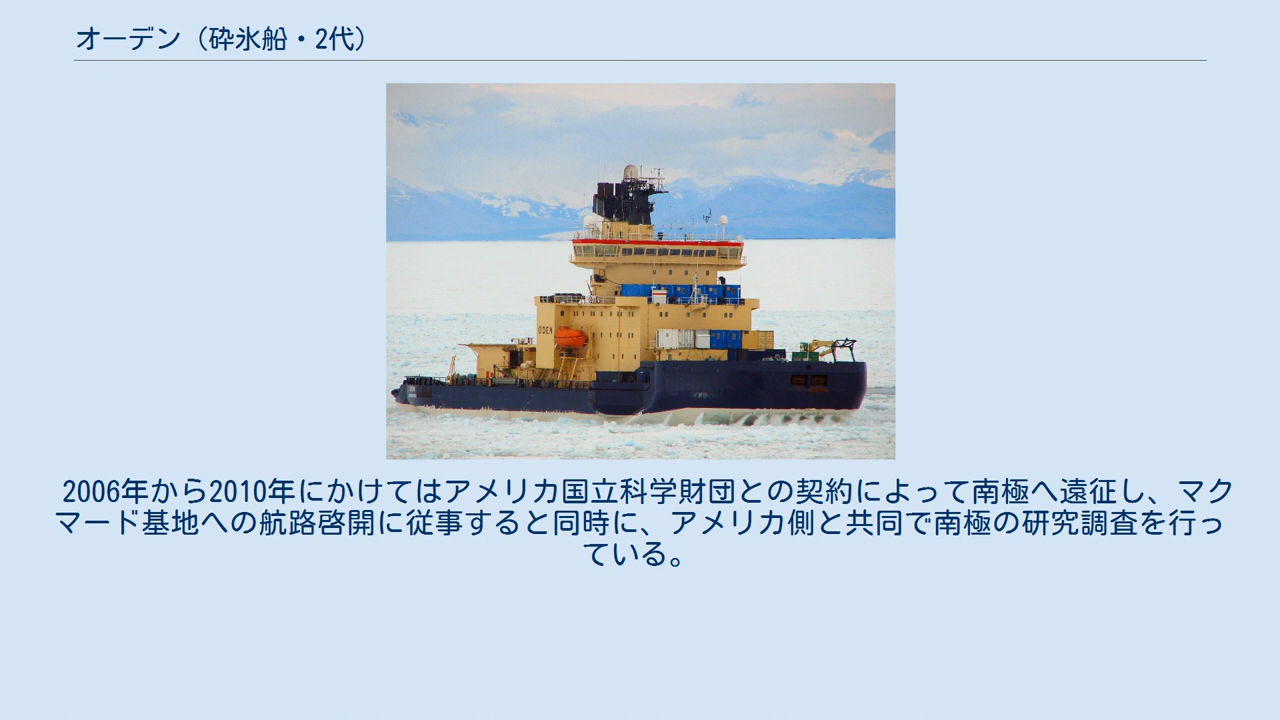 オーデン（砕氷船・2代）
ODEN
2006年から2010年にかけてはアメリカ国立科学財団との契約によって南極へ遠征し、マク
マード基地への航路啓開に従事すると同時に、アメリカ側と共同で南極の研究調査を行っ
ている。